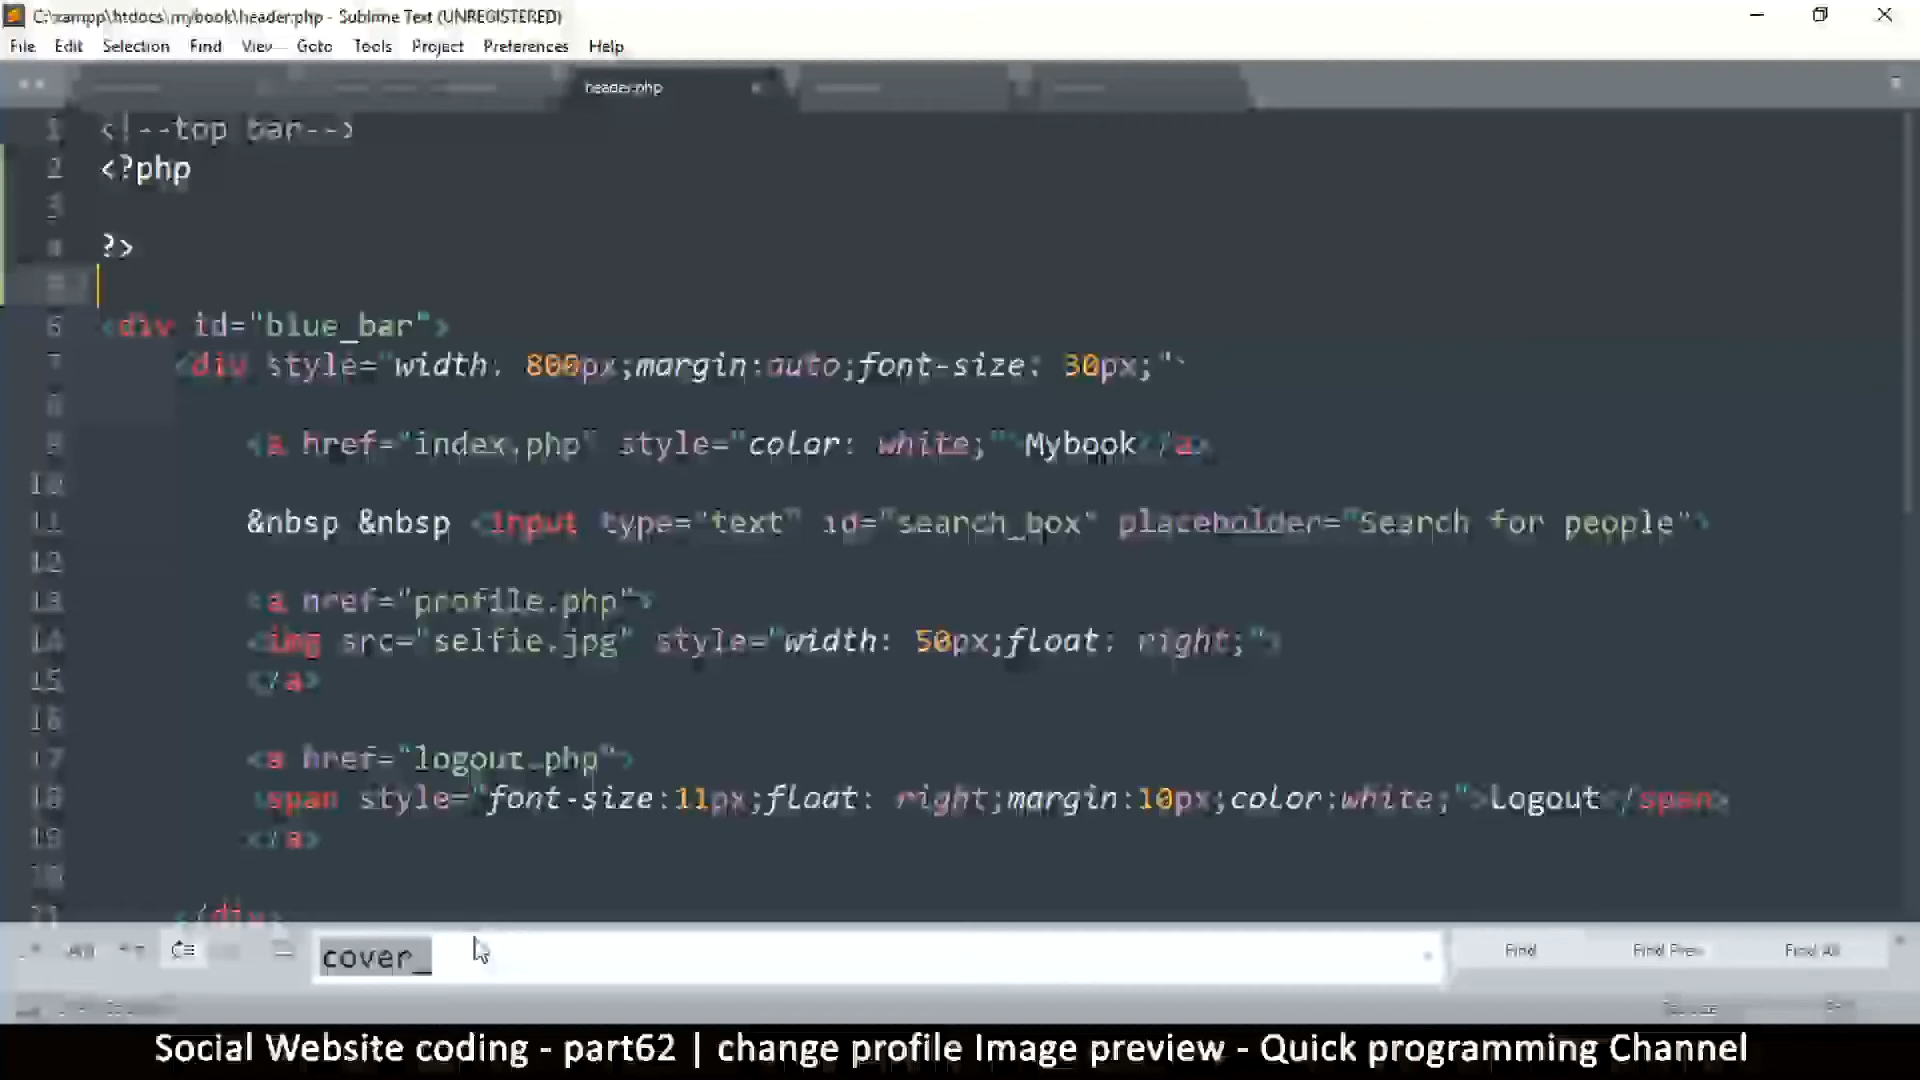 C:\xampp\htdocs\mybook\header.php - Sublime Text (UNREGISTERED)
File Edit Selection Find View Goto Tools Project Preferences Help
header.php
1 <!--top bar-->
2 <?php
3
4 ?>
5
6 <div id="blue_bar">
7 <div style="width: 800px;margin:auto;font-size: 30px;">
8
9 <a href="index.php" style="color: white;">Mybook</a>
10
11 &nbsp &nbsp <input type="text" id="search_box" placeholder="Search for people">
12
13 <a href="profile.php">
14 <img src="selfie.jpg" style="width: 50px;float: right;">
15 </a>
16
17 <a href="logout.php">
18 <span style="font-size:11px;float: right;margin:10px;color:white;">Logout</span>
19 </a>
20
21 </div>
cover_
Find Find Prev Find All
Social Website coding - part62 | change profile Image preview - Quick programming Channel